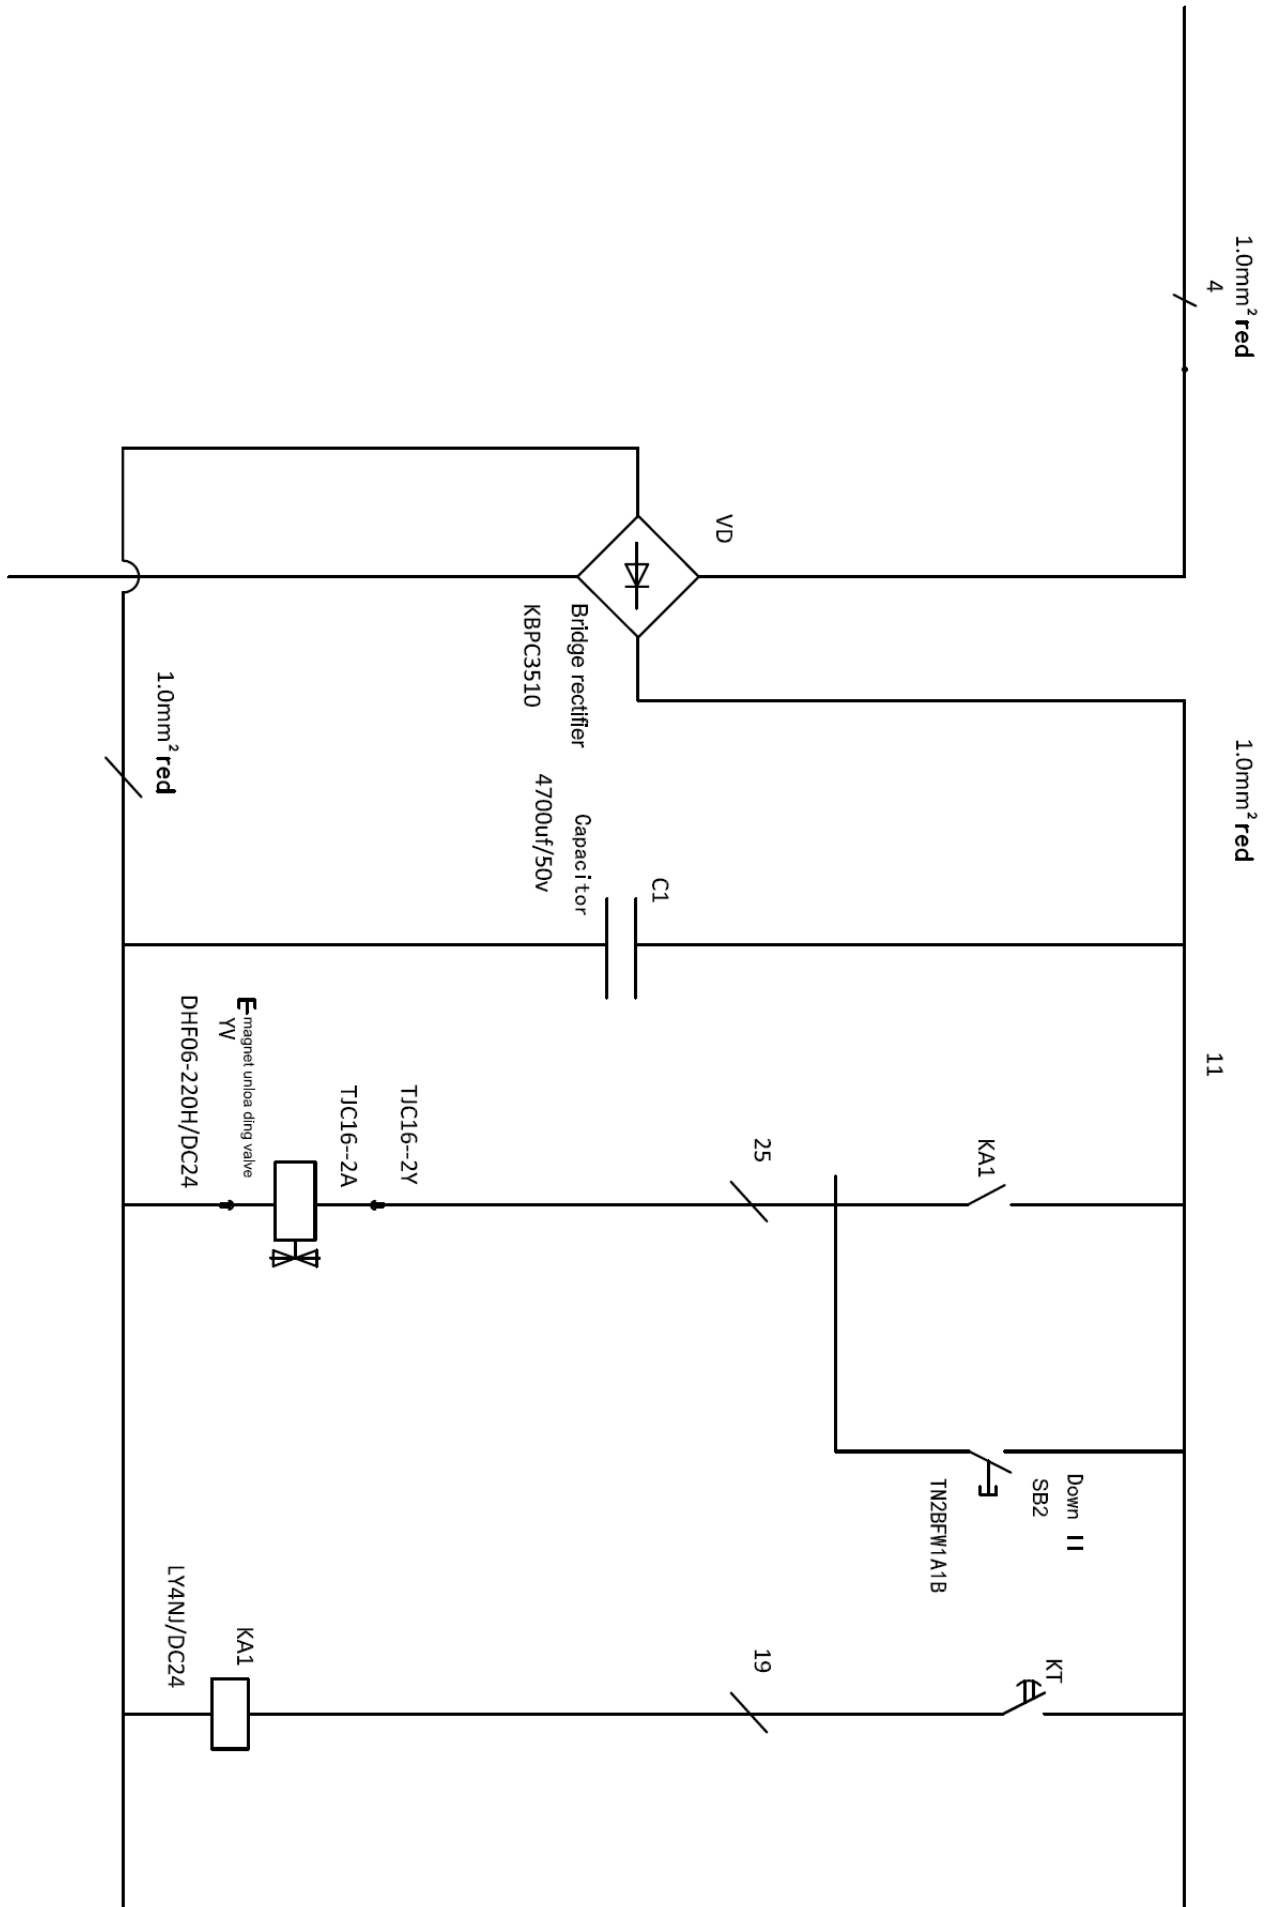 1.0mm² red
4
1.0mm² red
11
VD
Bridge rectifier
KBPC3510
1.0mm² red
C1
Capacitor
4700uf/50v
E-magnet unloa ding valve
YV
DHF06-220H/DC24
TJC16--2Y
TJC16--2A
25
KA1
Down II
SB2
TN2BFW1A1B
KT
19
KA1
LY4NJ/DC24